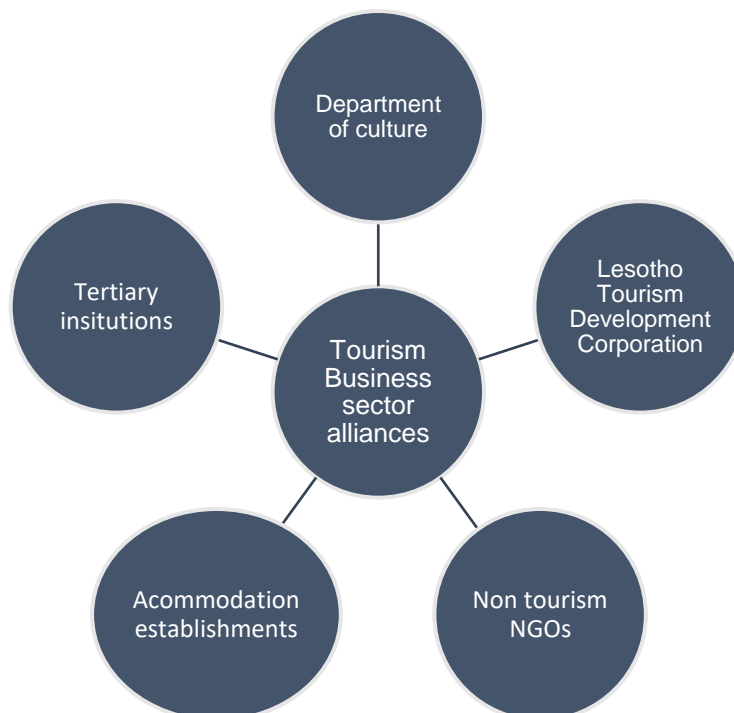 Department
of culture
Tertiary
insitutions
Lesotho
Tourism
Development
Corporation
Tourism
Business
sector
alliances
Acommodation
establishments
Non tourism
NGOs